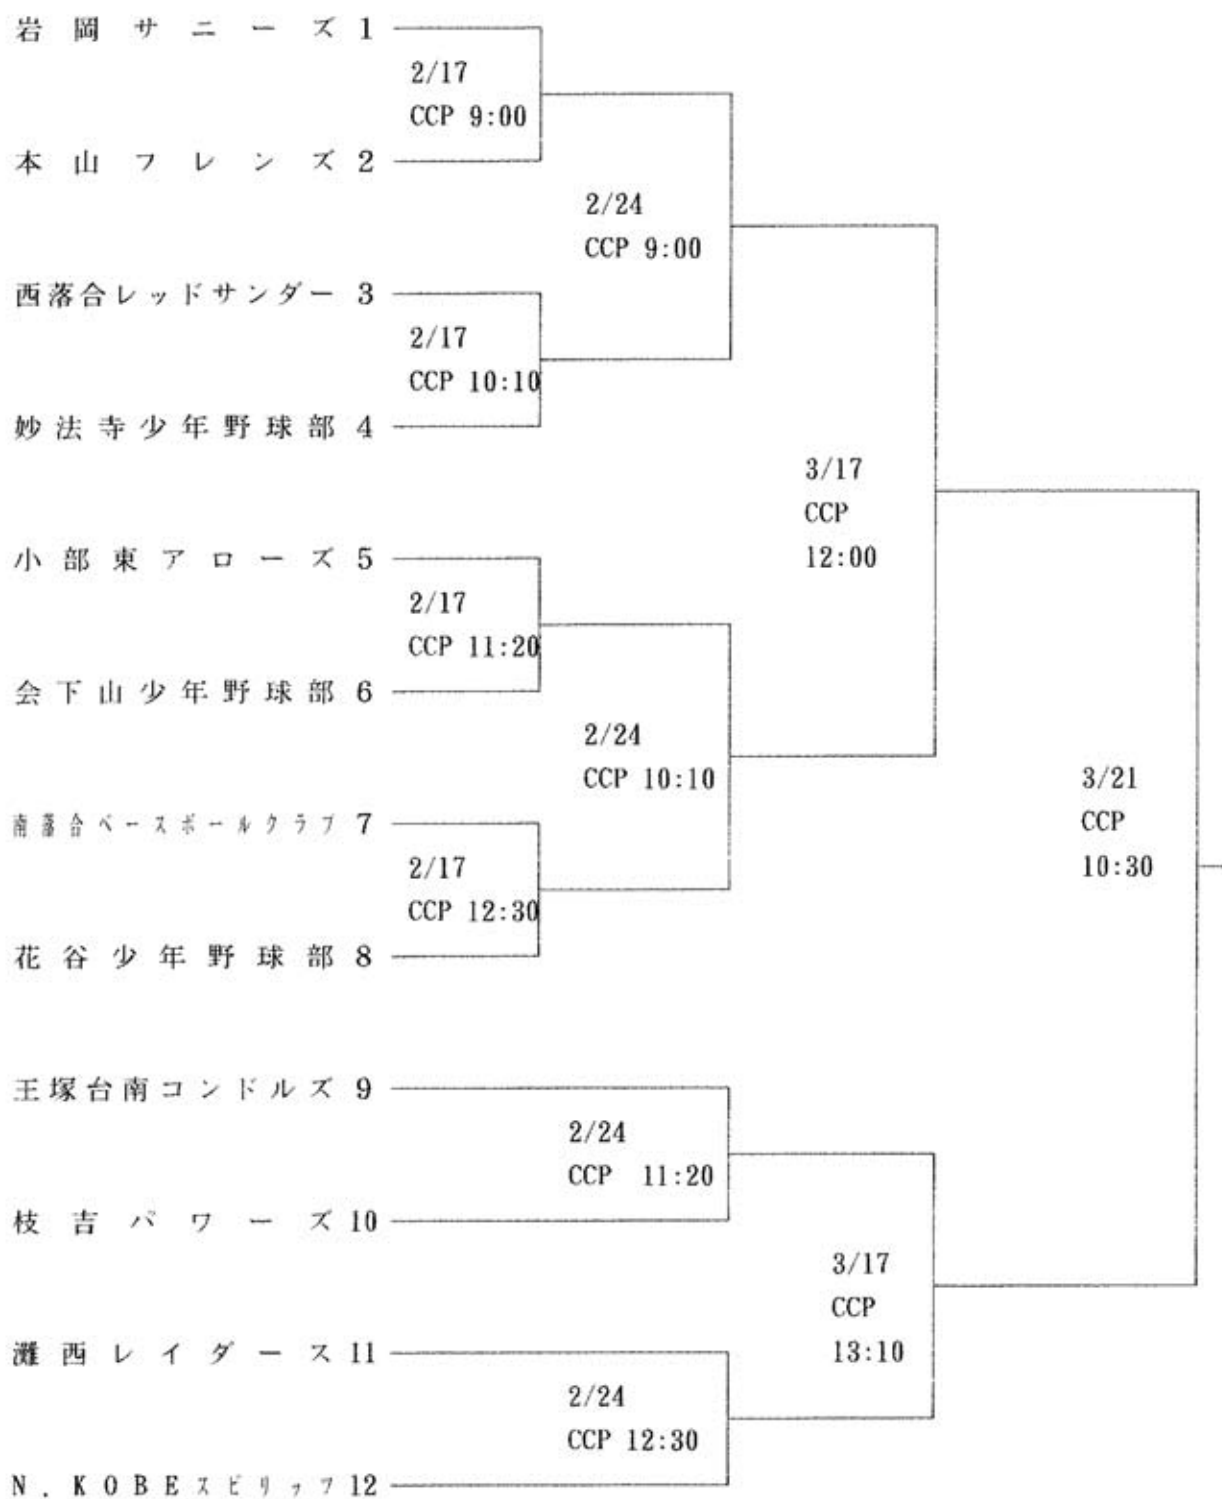 岩岡サニーズ 1
2/17
CCP 9:00
本山フレンズ 2
2/24
CCP 9:00
西落合レッドサンダー 3
2/17
CCP 10:10
妙法寺少年野球部 4
3/17
CCP
12:00
小部東アローズ 5
2/17
CCP 11:20
会下山少年野球部 6
2/24
CCP 10:10
3/21
CCP
10:30
南落合ベースボールクラブ 7
2/17
CCP 12:30
花谷少年野球部 8
王塚台南コンドルズ 9
2/24
CCP 11:20
枝吉パワーズ 10
3/17
CCP
13:10
灘西レイダース 11
2/24
CCP 12:30
N.KOBEスピリッツ 12